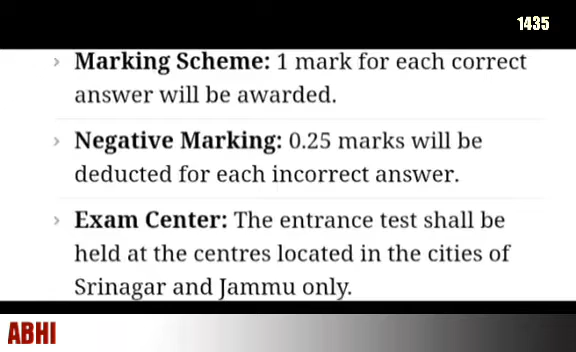 1435
› Marking Scheme: 1 mark for each correct
answer will be awarded.
› Negative Marking: 0.25 marks will be
deducted for each incorrect answer.
› Exam Center: The entrance test shall be
held at the centres located in the cities of
Srinagar and Jammu only.
ABHI